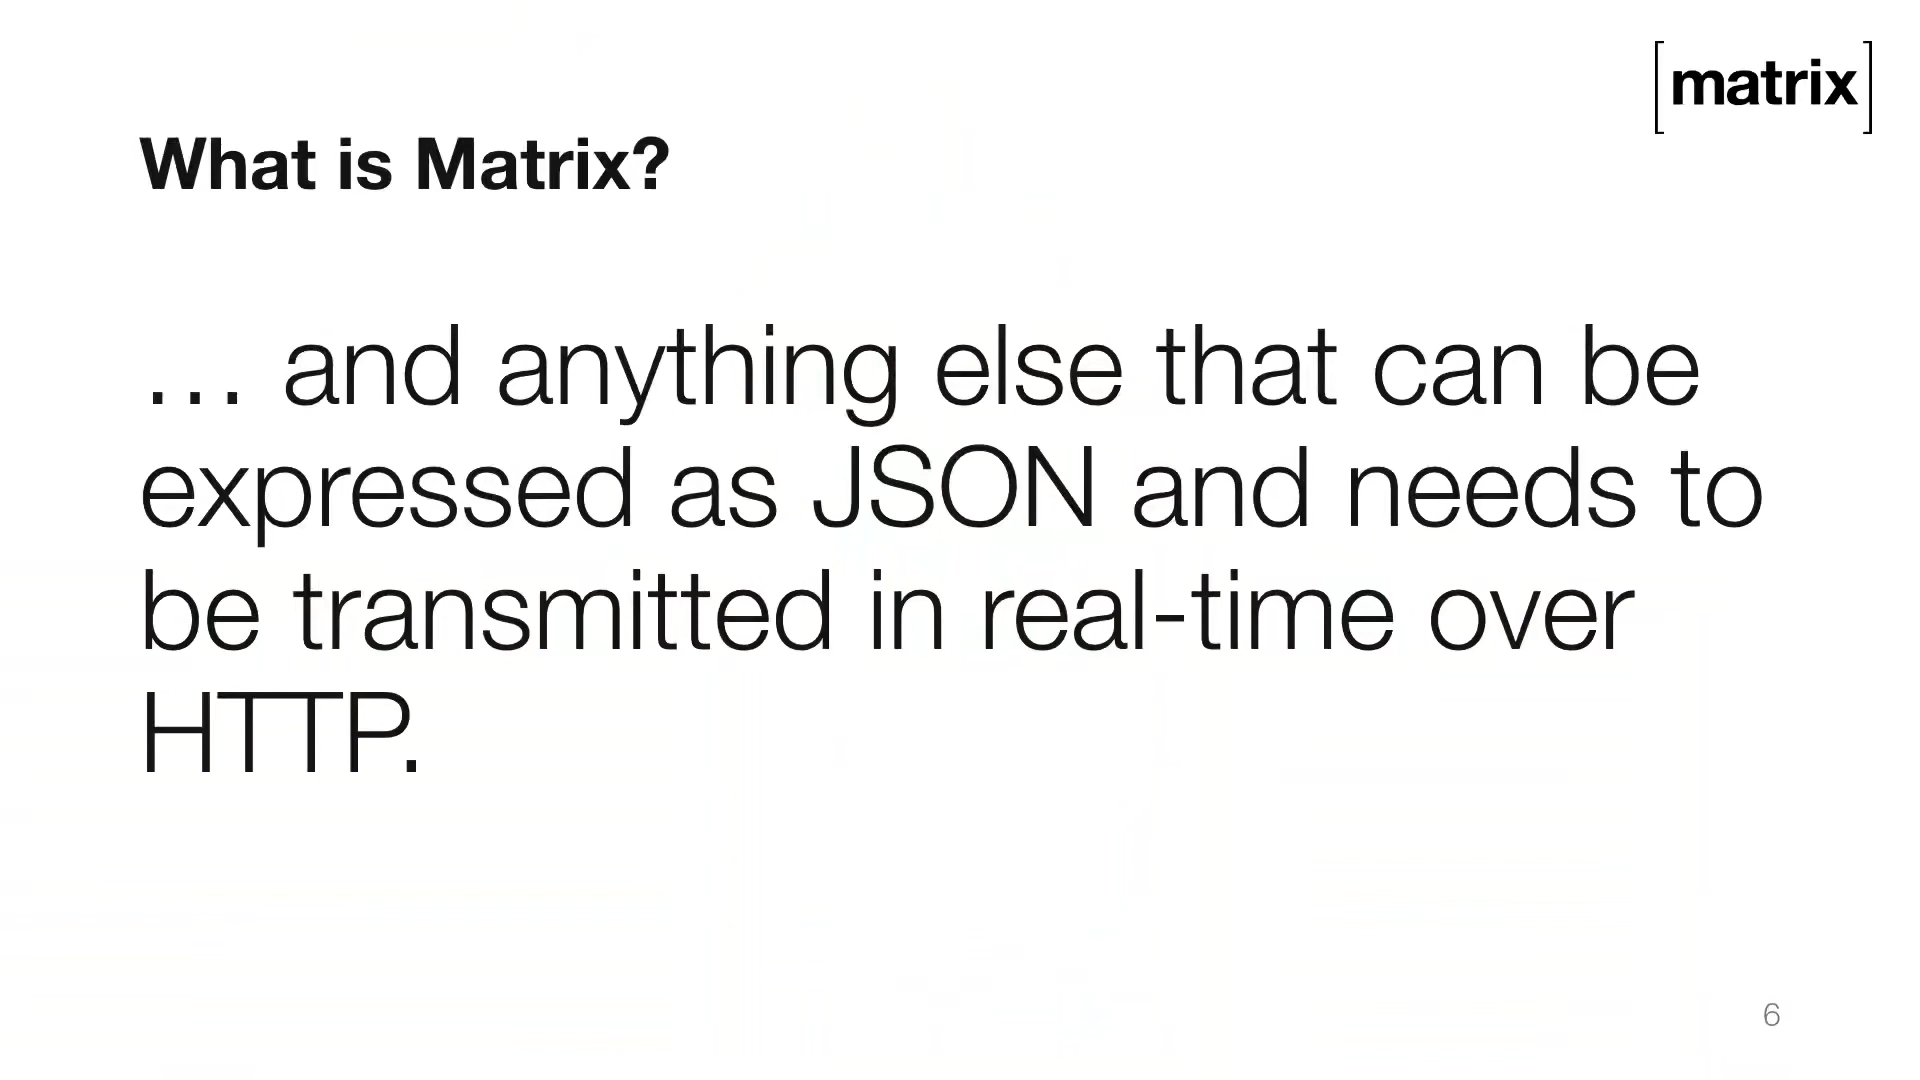 [matrix]
What is Matrix?
… and anything else that can be
expressed as JSON and needs to
be transmitted in real-time over
HTTP.
6